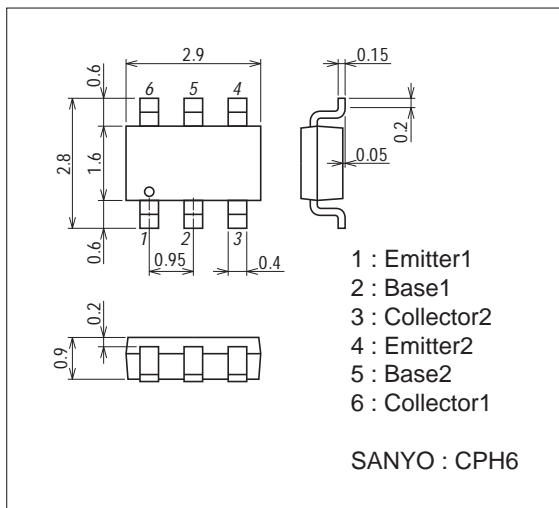 2.9
0.15
0.6
6 5 4
0.2
2.8
1.6
0.05
0.6
1 2 3
0.95
0.4
0.2
0.9
1 : Emitter1
2 : Base1
3 : Collector2
4 : Emitter2
5 : Base2
6 : Collector1
SANYO : CPH6